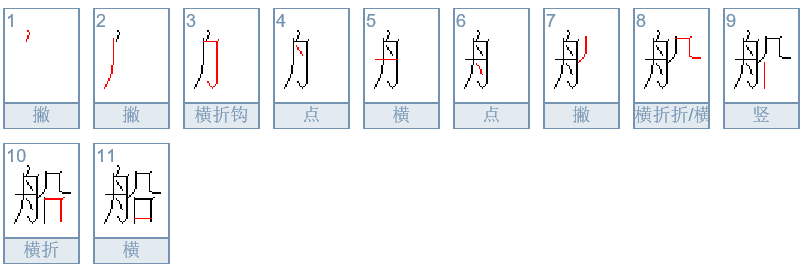 1 2 3 4 5 6 7 8 9
撇 撇 横折钩 点 横 点 撇 横折折/横 竖
10 11
船 船
横折 横